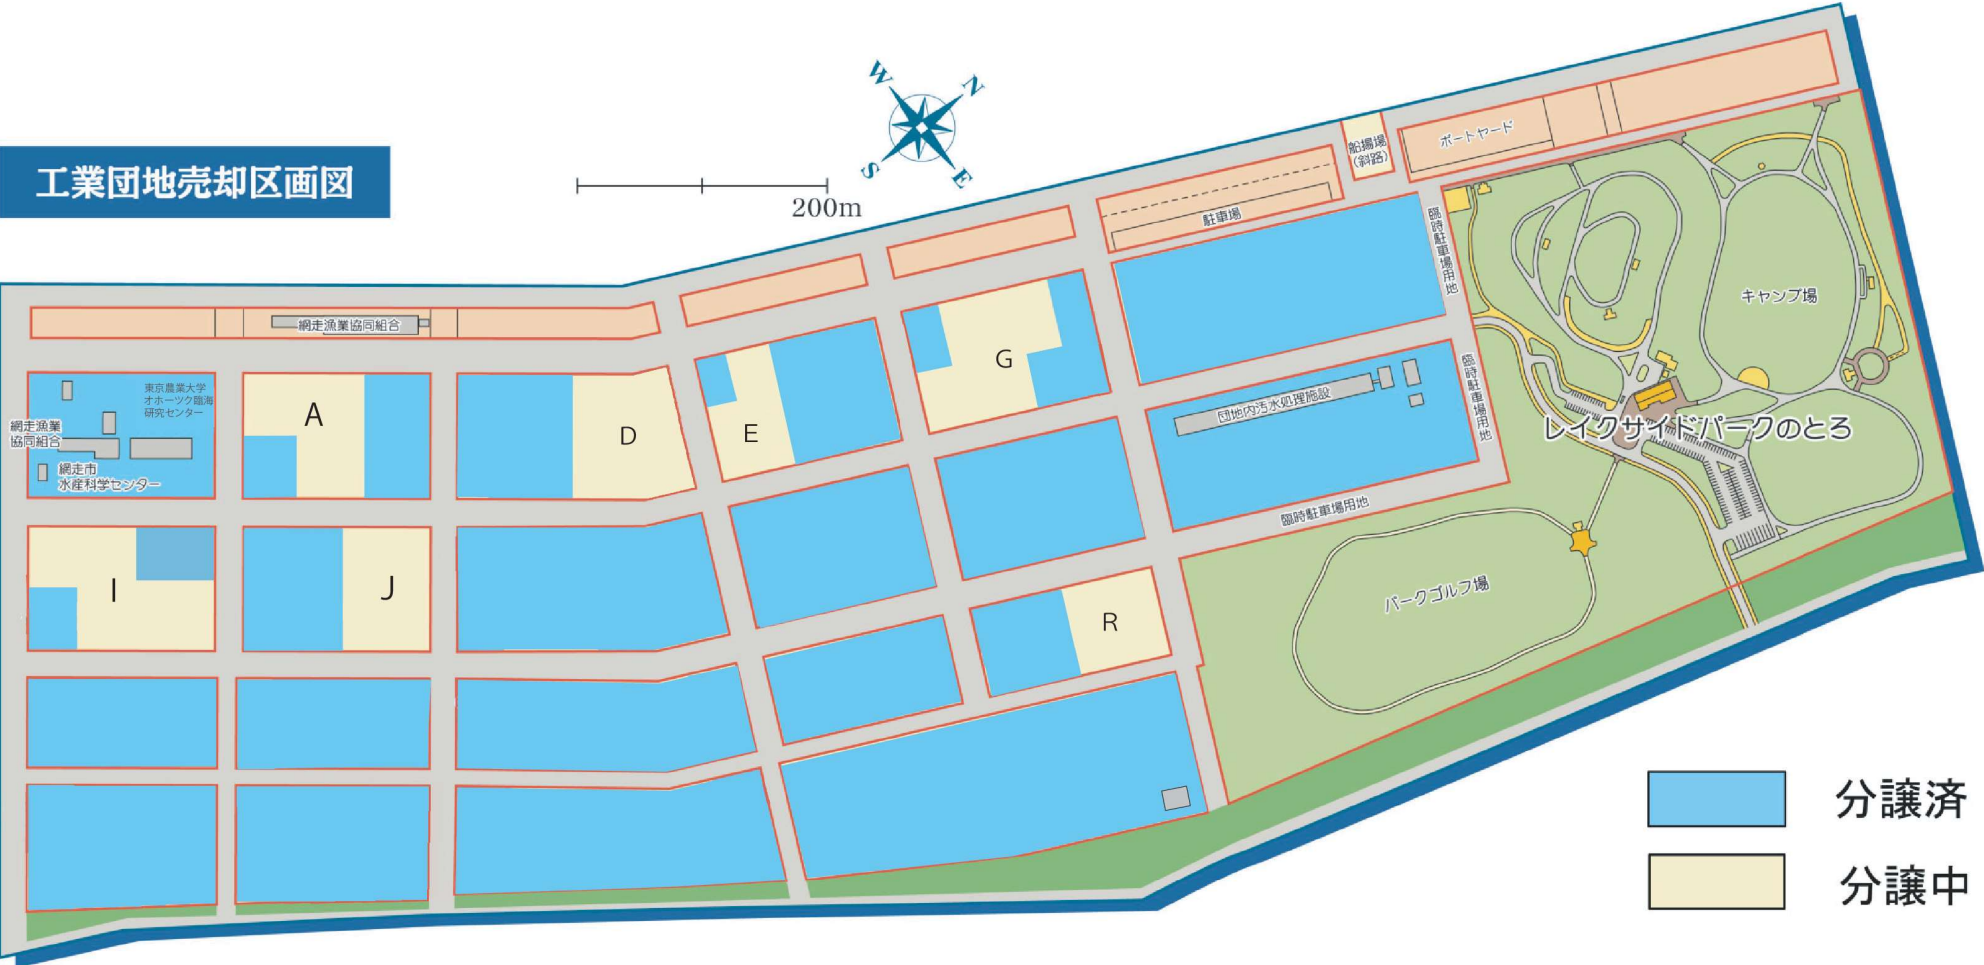 工業団地売却区画図
W
N
S
E
200m
船揚場
(斜路)
ボートヤード
駐車場
臨時駐車場用地
キャンプ場
網走漁業協同組合
東京農業大学
オホーツク臨海
研究センター
網走漁業
協同組合
網走市
水産科学センター
A
D
E
G
団地内汚水処理施設
臨時駐車場用地
レイクサイドパークのとろ
臨時駐車場用地
I
J
R
パークゴルフ場
分譲済
分譲中